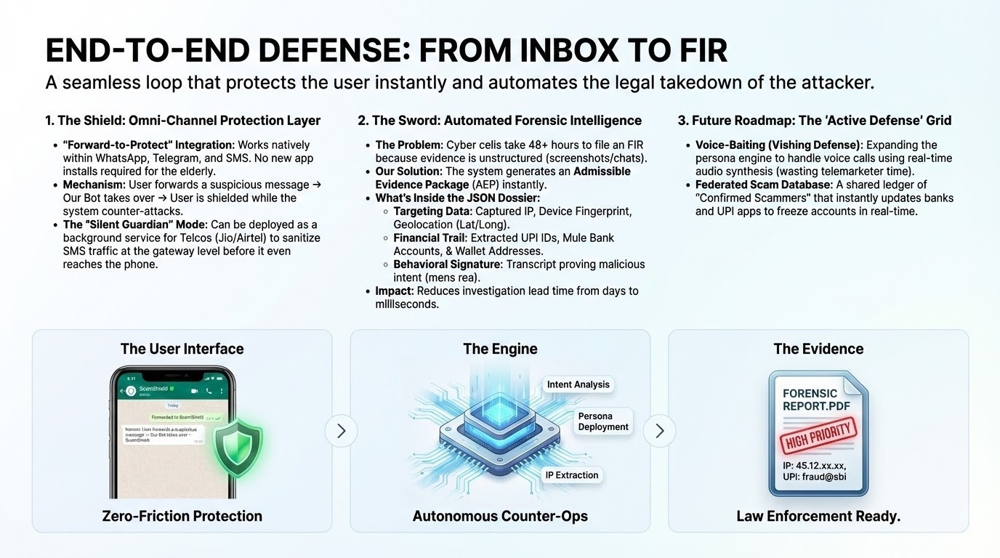 END-TO-END DEFENSE: FROM INBOX TO FIR
A seamless loop that protects the user instantly and automates the legal takedown of the attacker.
1. The Shield: Omni-Channel Protection Layer
• "Forward-to-Protect" Integration: Works natively
within WhatsApp, Telegram, and SMS. No new app
installs required for the elderly.
• Mechanism: User forwards a suspicious message →
Our Bot takes over → User is shielded while the
system counter-attacks.
• The "Silent Guardian" Mode: Can be deployed as a
background service for Telcos (Jio/Airtel) to sanitize
SMS traffic at the gateway level before it even
reaches the phone.
2. The Sword: Automated Forensic Intelligence
• The Problem: Cyber cells take 48+ hours to file an FIR
because evidence is unstructured (screenshots/chats).
• Our Solution: The system generates an Admissible
Evidence Package (AEP) instantly.
• What's Inside the JSON Dossier:
◦ Targeting Data: Captured IP, Device Fingerprint,
Geolocation (Lat/Long).
◦ Financial Trail: Extracted UPI IDs, Mule Bank
Accounts, & Wallet Addresses.
◦ Behavioral Signature: Transcript proving malicious
intent (mens rea).
• Impact: Reduces investigation lead time from days to
milliseconds.
3. Future Roadmap: The 'Active Defense' Grid
• Voice-Baiting (Vishing Defense): Expanding the
persona engine to handle voice calls using real-time
audio synthesis (wasting telemarketer time).
• Federated Scam Database: A shared ledger of
"Confirmed Scammers" that instantly updates banks
and UPI apps to freeze accounts in real-time.
The User Interface
ScamShield
Today
Forwarded to ScamShield
message
Our Bot takes over
Zero-Friction Protection
The Engine
Intent Analysis
Persona
Deployment
IP Extraction
Autonomous Counter-Ops
The Evidence
FORENSIC
REPORT.PDF
HIGH PRIORITY
IP: 45.12.xx.xx,
UPI: fraud@sbi
Law Enforcement Ready.